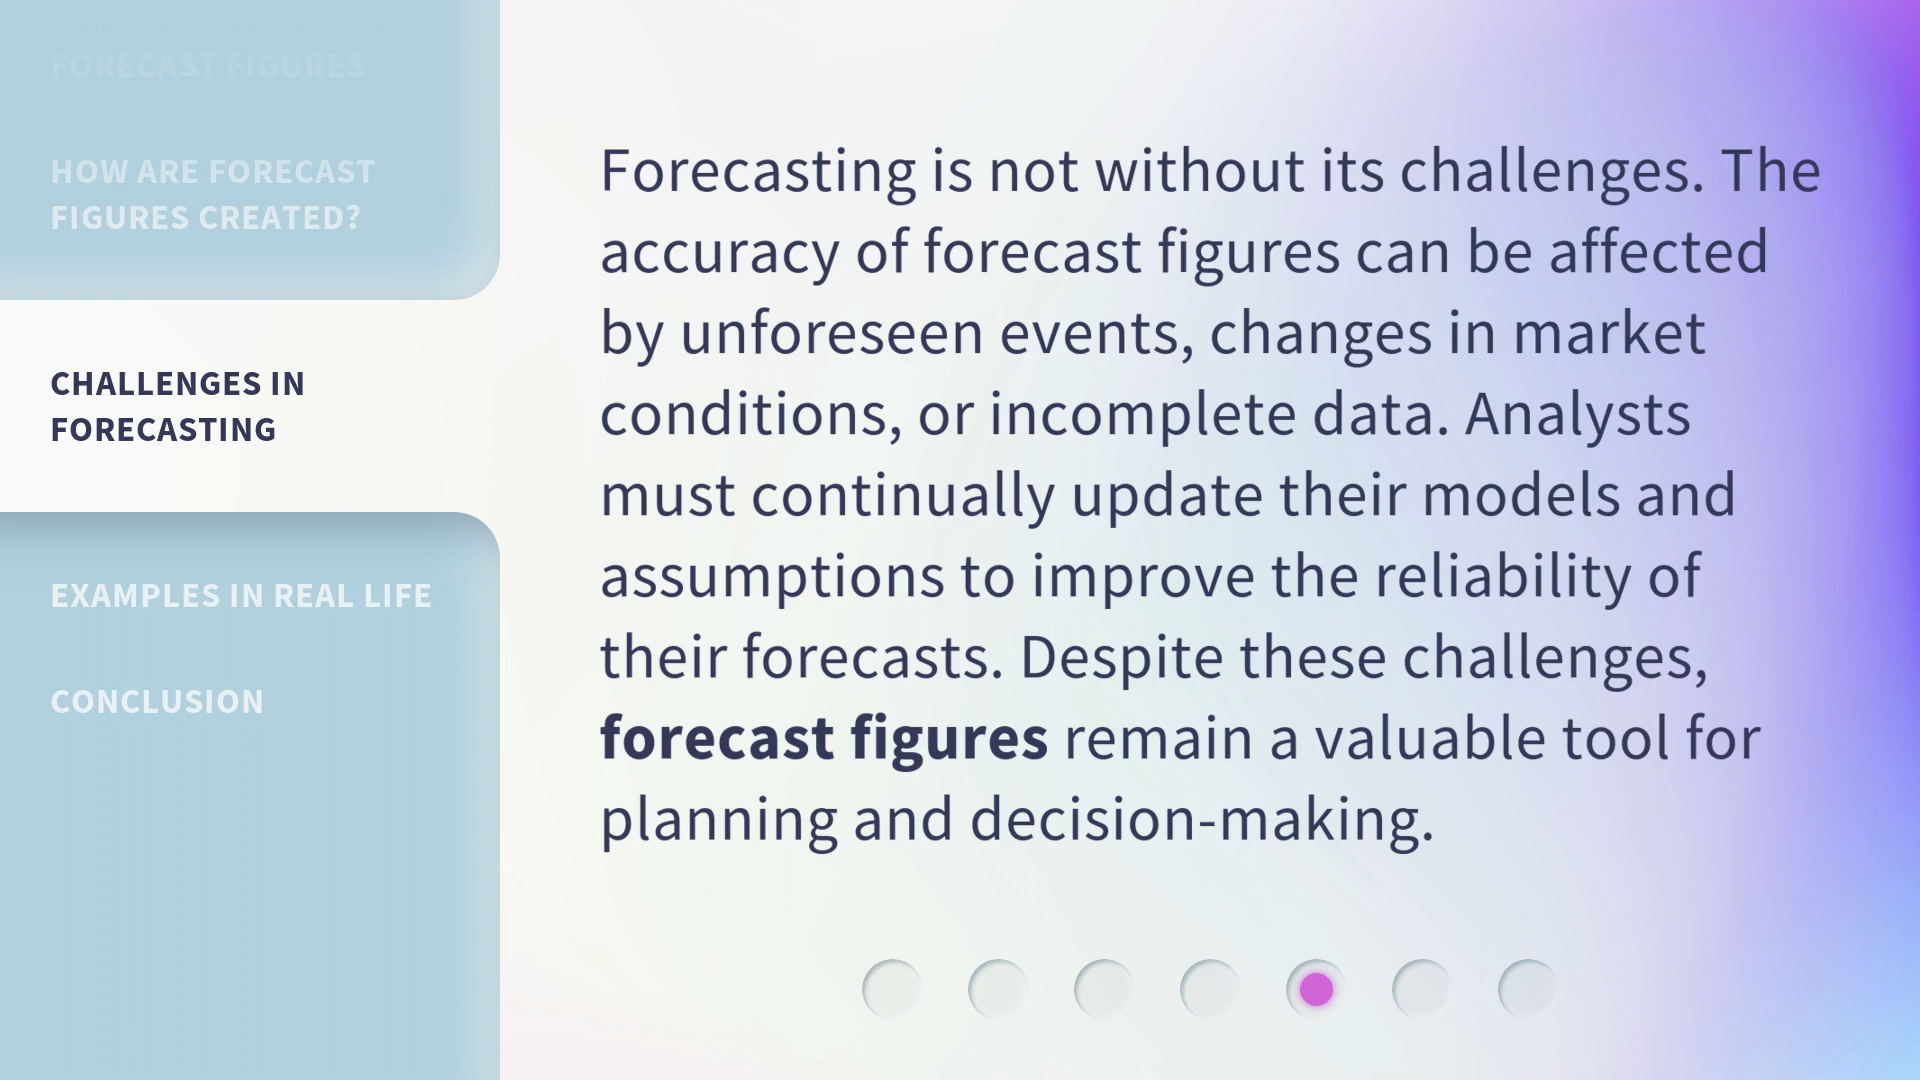 FORECAST FIGURES
HOW ARE FORECAST
FIGURES CREATED?
CHALLENGES IN
FORECASTING
EXAMPLES IN REAL LIFE
CONCLUSION
Forecasting is not without its challenges. The
accuracy of forecast figures can be affected
by unforeseen events, changes in market
conditions, or incomplete data. Analysts
must continually update their models and
assumptions to improve the reliability of
their forecasts. Despite these challenges,
forecast figures remain a valuable tool for
planning and decision-making.